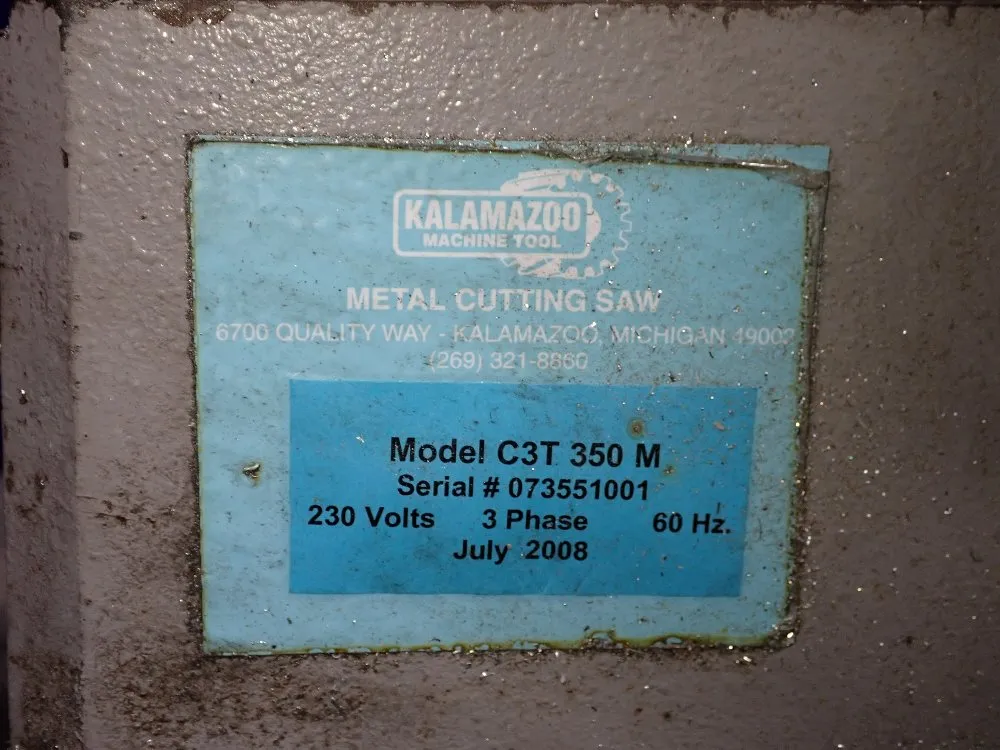 KALAMAZOO
MACHINE TOOL
METAL CUTTING SAW
6700 QUALITY WAY - KALAMAZOO, MICHIGAN 49002
(269) 321-8860
Model C3T 350 M
Serial # 073551001
230 Volts 3 Phase 60 Hz.
July 2008